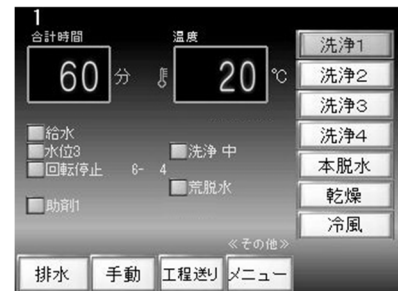 1
合計時間
温度
60 分
20 ℃
給水
水位3
洗浄 中
回転停止 6- 4
荒脱水
助剤1
≪その他≫
排水
手動
工程送り
メニュー
洗浄1
洗浄2
洗浄3
洗浄4
本脱水
乾燥
冷風